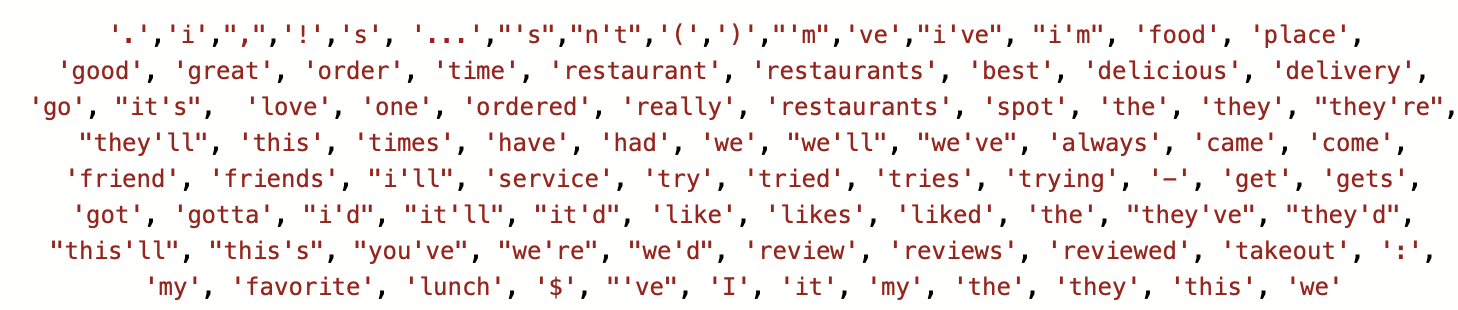 '.','i',",",'!','s', '...',"'s","n't",'(',')',"'m",'ve',"i've", "i'm", 'food', 'place',
'good', 'great', 'order', 'time', 'restaurant', 'restaurants', 'best', 'delicious', 'delivery',
'go', "it's",  'love', 'one', 'ordered', 'really', 'restaurants', 'spot', 'the', 'they', "they're",
"they'll", 'this', 'times', 'have', 'had', 'we', "we'll", "we've", 'always', 'came', 'come',
'friend', 'friends', "i'll", 'service', 'try', 'tried', 'tries', 'trying', '-', 'get', 'gets',
'got', 'gotta', "i'd", "it'll", "it'd", 'like', 'likes', 'liked', 'the', "they've", "they'd",
"this'll", "this's", "you've", "we're", "we'd", 'review', 'reviews', 'reviewed', 'takeout', ':',
'my', 'favorite', 'lunch', '$', "'ve", 'I', 'it', 'my', 'the', 'they', 'this', 'we'